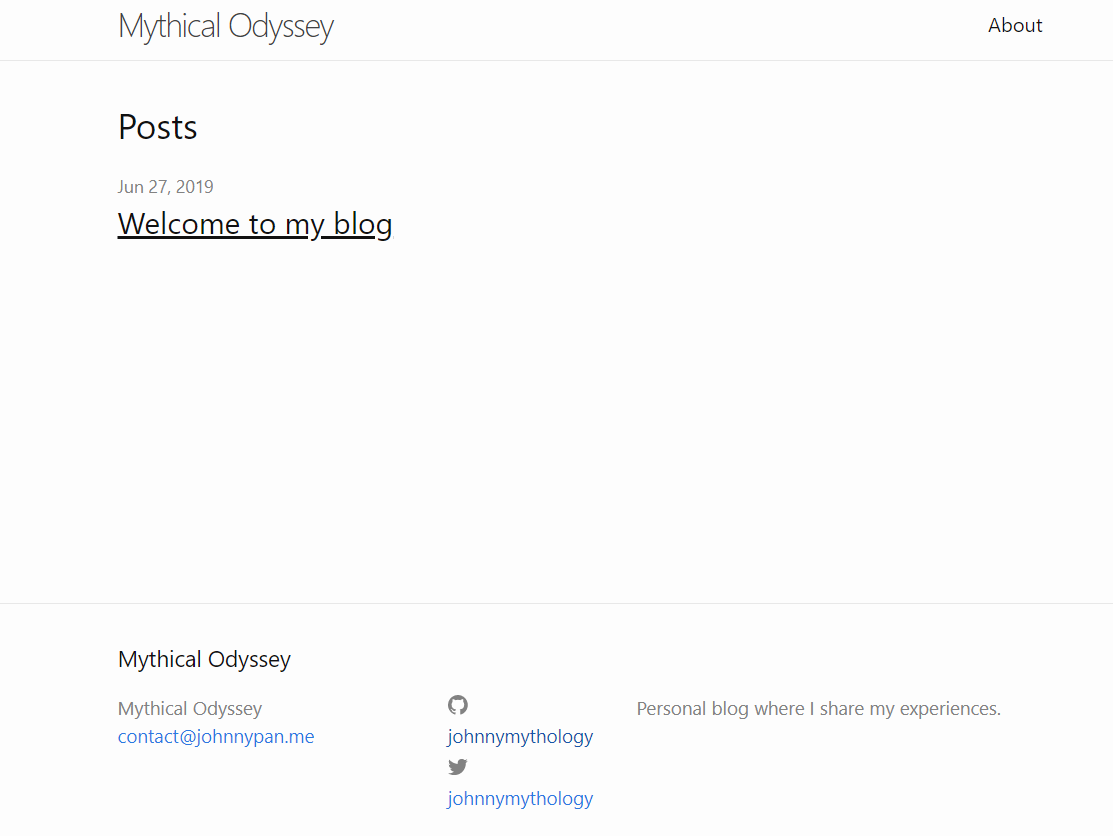 Mythical Odyssey
About
Posts
Jun 27, 2019
Welcome to my blog
Mythical Odyssey
Mythical Odyssey
contact@johnnypan.me
johnnymythology
johnnymythology
Personal blog where I share my experiences.